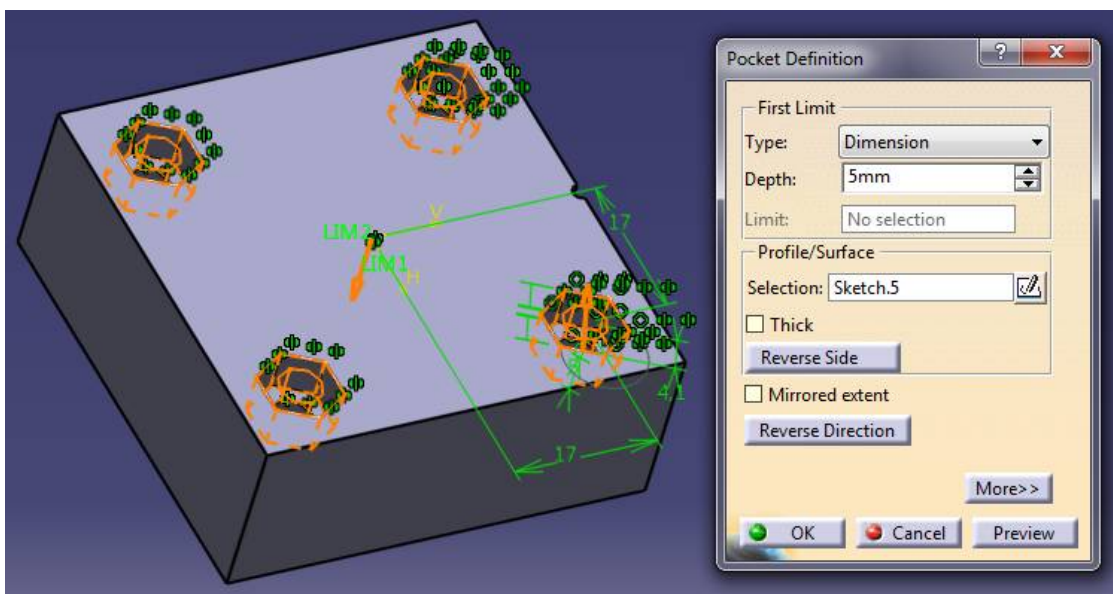 Pocket Definition
?
X
First Limit
Type: Dimension
Depth: 5mm
Limit: No selection
Profile/Surface
Selection: Sketch.5
Thick
Reverse Side
Mirrored extent
Reverse Direction
More>>
OK Cancel Preview
V
17
LIM2
LIM1
H
4,1
17